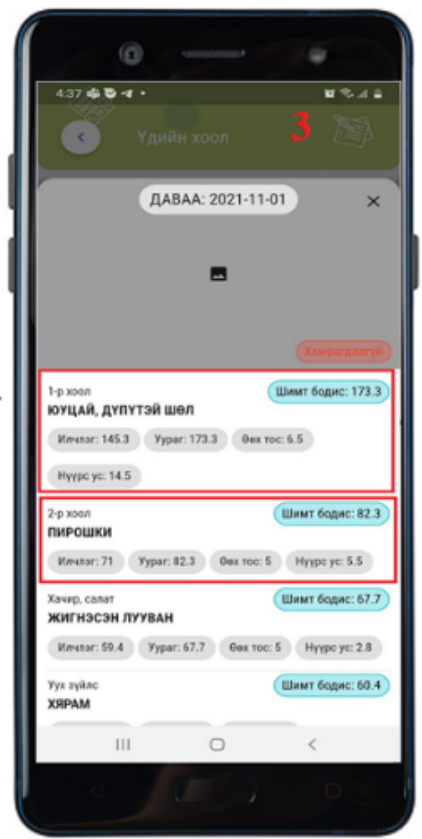 4:37
Үдийн хоол
3
ДАВАА: 2021-11-01
Хамрагдаагүй
1-р хоол
Шимт бодис: 173.3
ЮУЦАЙ, ДҮПҮТЭЙ ШӨЛ
Илчлэг: 145.3 Уураг: 173.3 Өөх тос: 6.5
Нүүрс ус: 14.5
2-р хоол
Шимт бодис: 82.3
ПИРОШКИ
Илчлэг: 71 Уураг: 82.3 Өөх тос: 5 Нүүрс ус: 5.5
Хачир, салат
Шимт бодис: 67.7
ЖИГНЭСЭН ЛУУВАН
Илчлэг: 59.4 Уураг: 67.7 Өөх тос: 5 Нүүрс ус: 2.8
Уух зүйлс
Шимт бодис: 60.4
ХЯРАМ